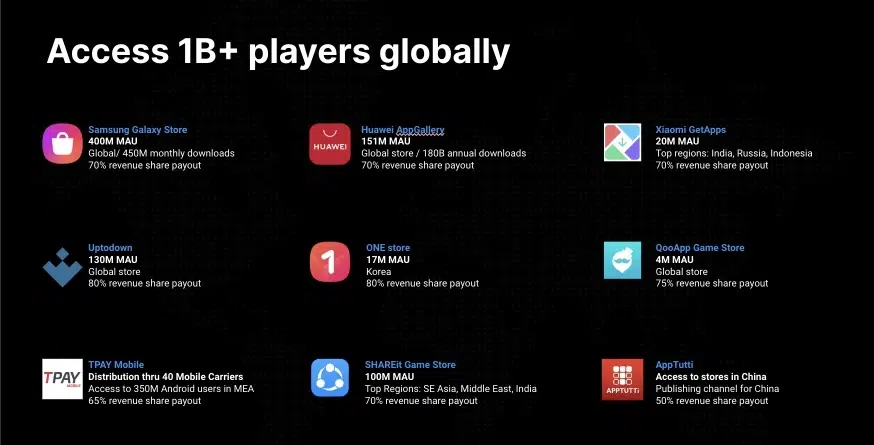 Access 1B+ players globally
Samsung Galaxy Store
400M MAU
Global/ 450M monthly downloads
70% revenue share payout
HUAWEI
Huawei AppGallery
151M MAU
Global store / 180B annual downloads
70% revenue share payout
Xiaomi GetApps
20M MAU
Top regions: India, Russia, Indonesia
70% revenue share payout
Uptodown
130M MAU
Global store
80% revenue share payout
1
ONE store
17M MAU
Korea
80% revenue share payout
QooApp Game Store
4M MAU
Global store
75% revenue share payout
TPAY
MOBILE
TPAY Mobile
Distribution thru 40 Mobile Carriers
Access to 350M Android users in MEA
65% revenue share payout
SHAREit Game Store
100M MAU
Top Regions: SE Asia, Middle East, India
70% revenue share payout
APPTUTTi
AppTutti
Access to stores in China
Publishing channel for China
50% revenue share payout